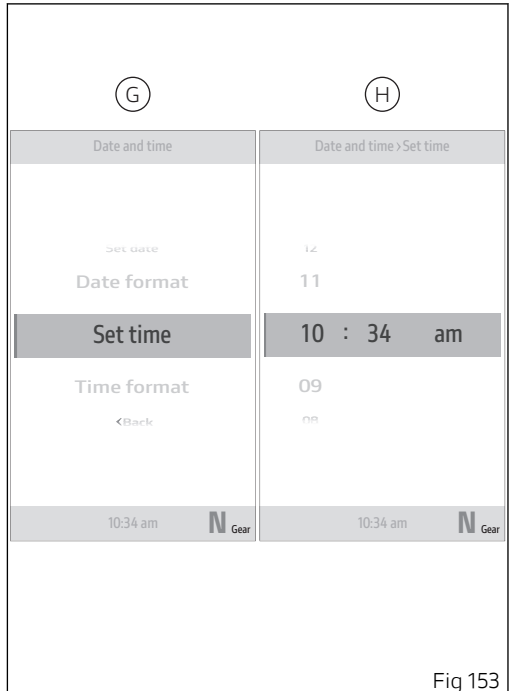 G
H
Date and time
Date and time › Set time
Set date
12
Date format
11
Set time
10 : 34 am
Time format
09
‹Back
08
10:34 am
N Gear
10:34 am
N Gear
Fig 153